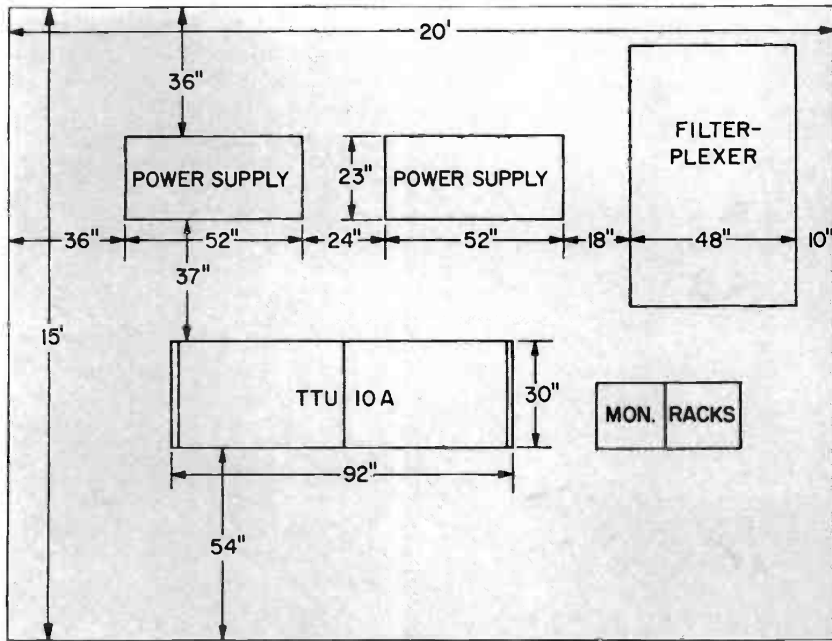 20'
36"
FILTER-
PLEXER
POWER SUPPLY
23"
POWER SUPPLY
36"
52"
24"
52"
18"
48"
10"
37"
15'
TTU 10A
30"
MON. RACKS
92"
54"